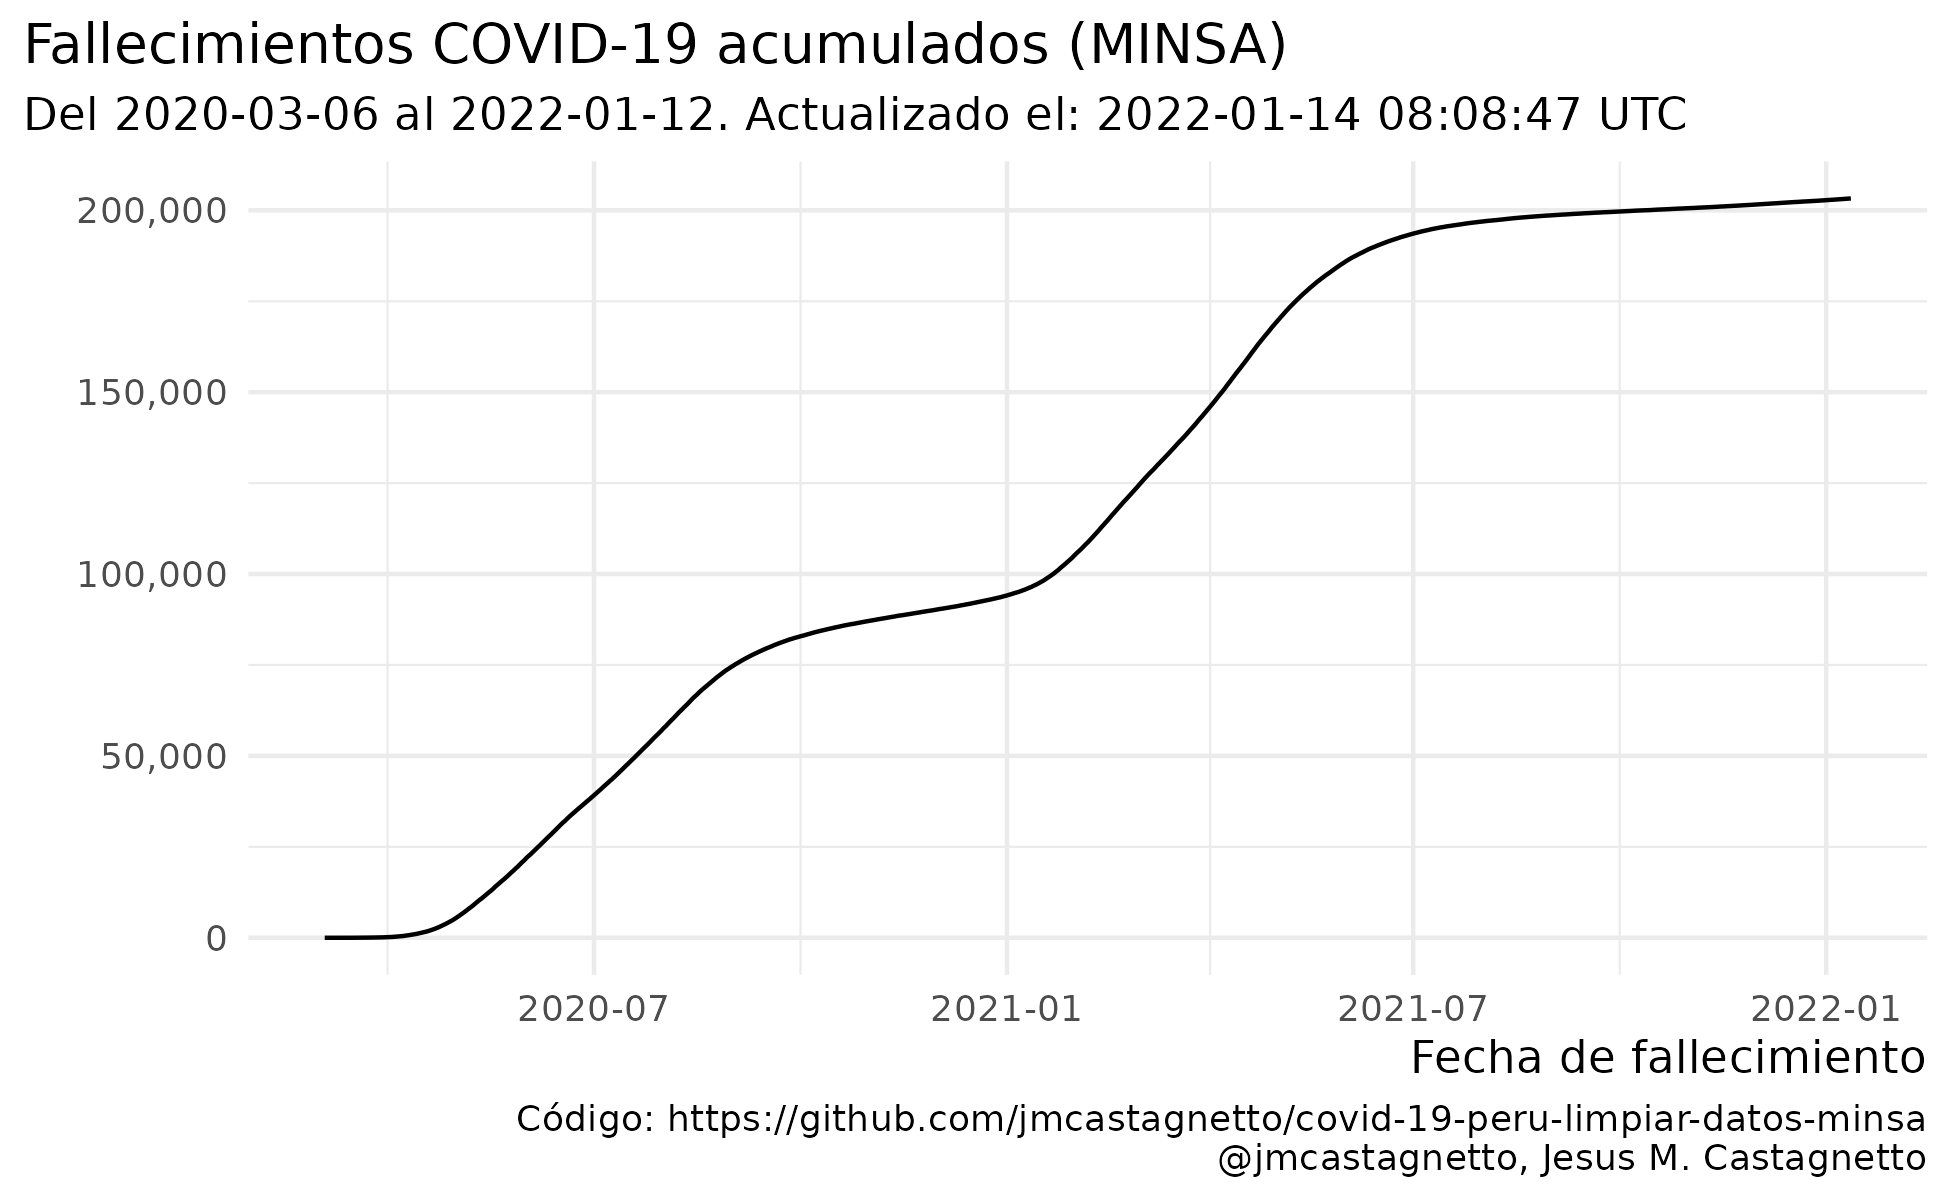 Fallecimientos COVID-19 acumulados (MINSA)
Del 2020-03-06 al 2022-01-12. Actualizado el: 2022-01-14 08:08:47 UTC
200,000
150,000
100,000
50,000
0
2020-07 2021-01 2021-07 2022-01
Fecha de fallecimiento
Código: https://github.com/jmcastagnetto/covid-19-peru-limpiar-datos-minsa
@jmcastagnetto, Jesus M. Castagnetto